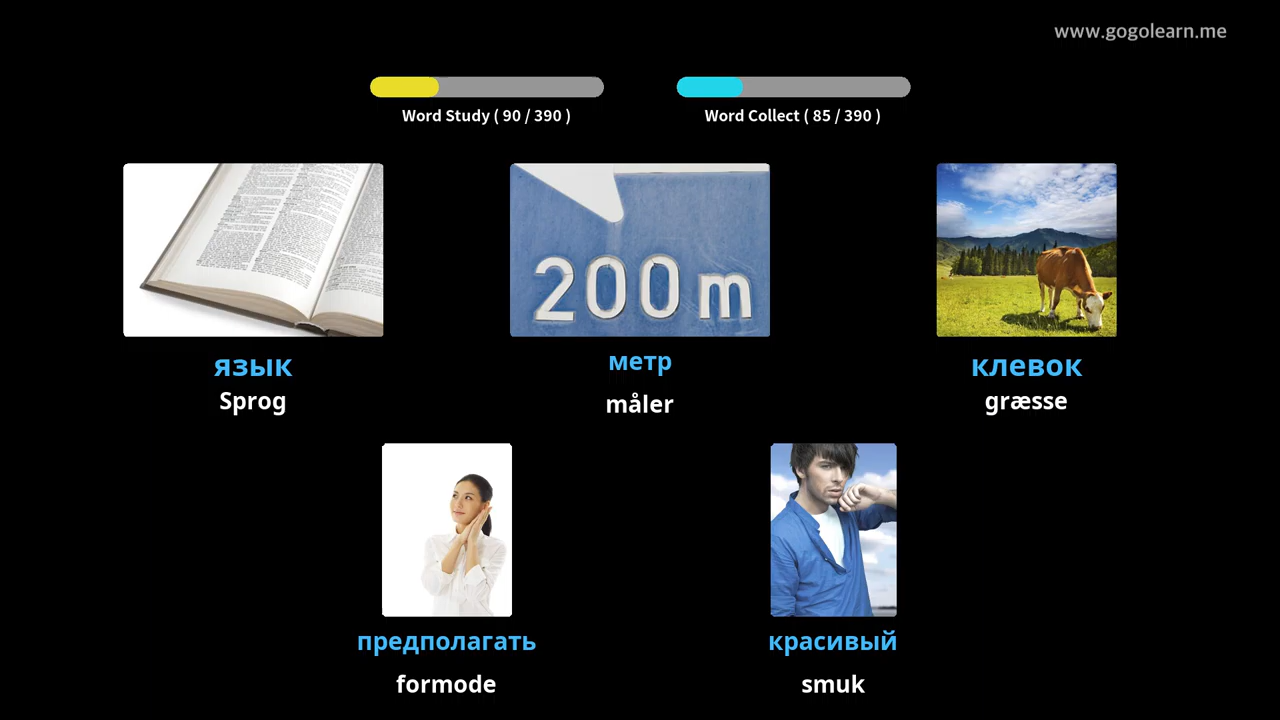 www.gogolearn.me
Word Study ( 90 / 390 )
Word Collect ( 85 / 390 )
200 m
язык
Sprog
метр
måler
клевок
græsse
предполагать
formode
красивый
smuk